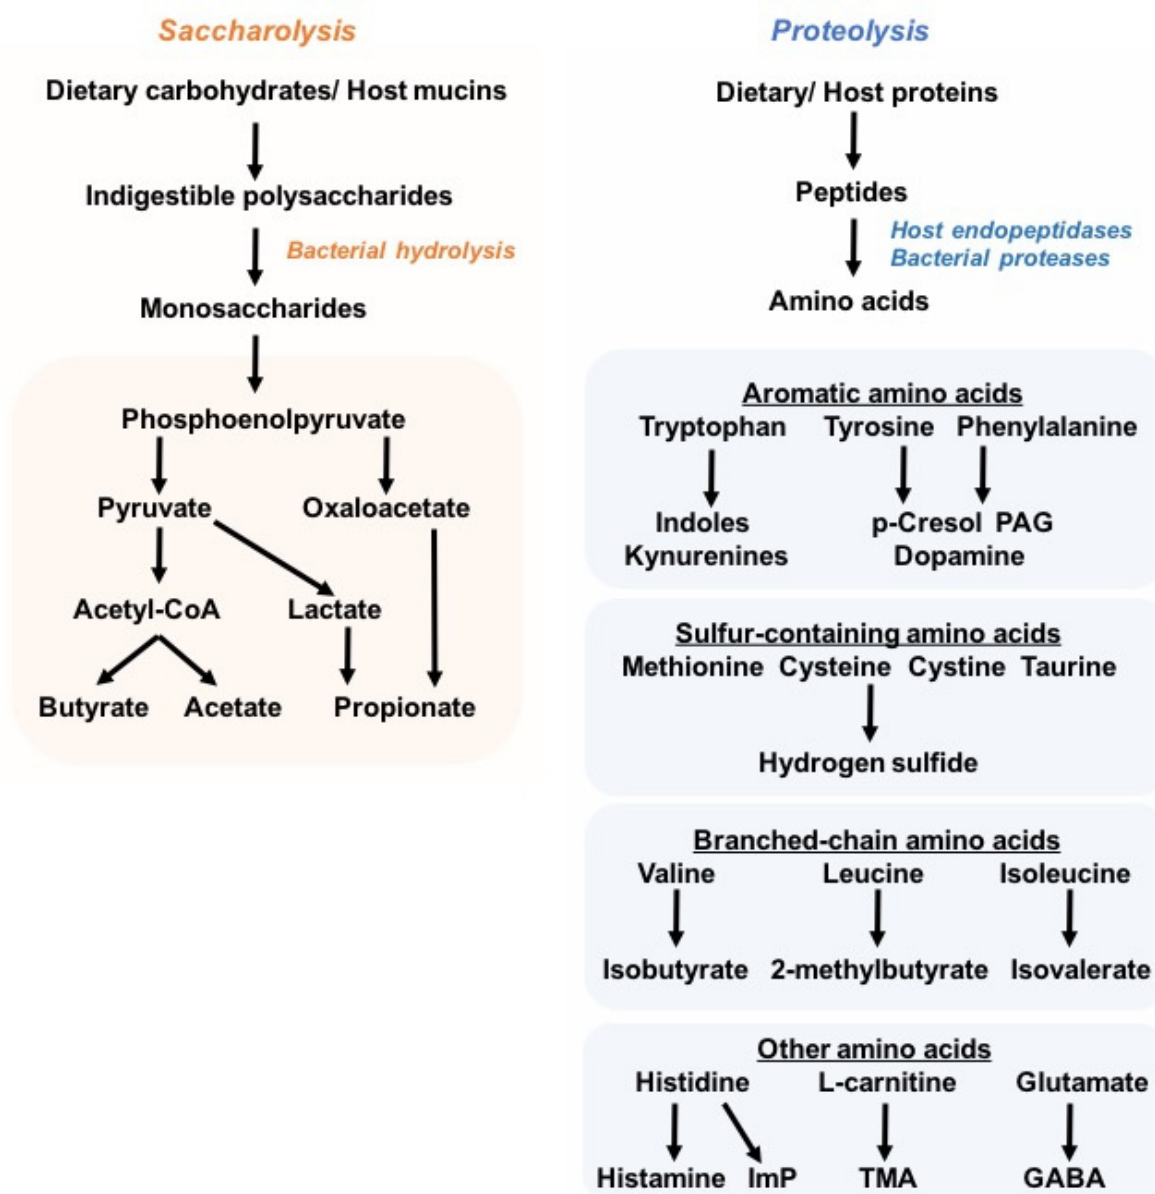 Saccharolysis
Dietary carbohydrates/ Host mucins
Indigestible polysaccharides
Bacterial hydrolysis
Monosaccharides
Phosphoenolpyruvate
Pyruvate
Oxaloacetate
Acetyl-CoA
Lactate
Butyrate
Acetate
Propionate
Proteolysis
Dietary/ Host proteins
Peptides
Host endopeptidases
Bacterial proteases
Amino acids
Aromatic amino acids
Tryptophan Tyrosine Phenylalanine
Indoles p-Cresol PAG
Kynurenines Dopamine
Sulfur-containing amino acids
Methionine Cysteine Cystine Taurine
Hydrogen sulfide
Branched-chain amino acids
Valine Leucine Isoleucine
Isobutyrate 2-methylbutyrate Isovalerate
Other amino acids
Histidine L-carnitine Glutamate
Histamine ImP TMA GABA